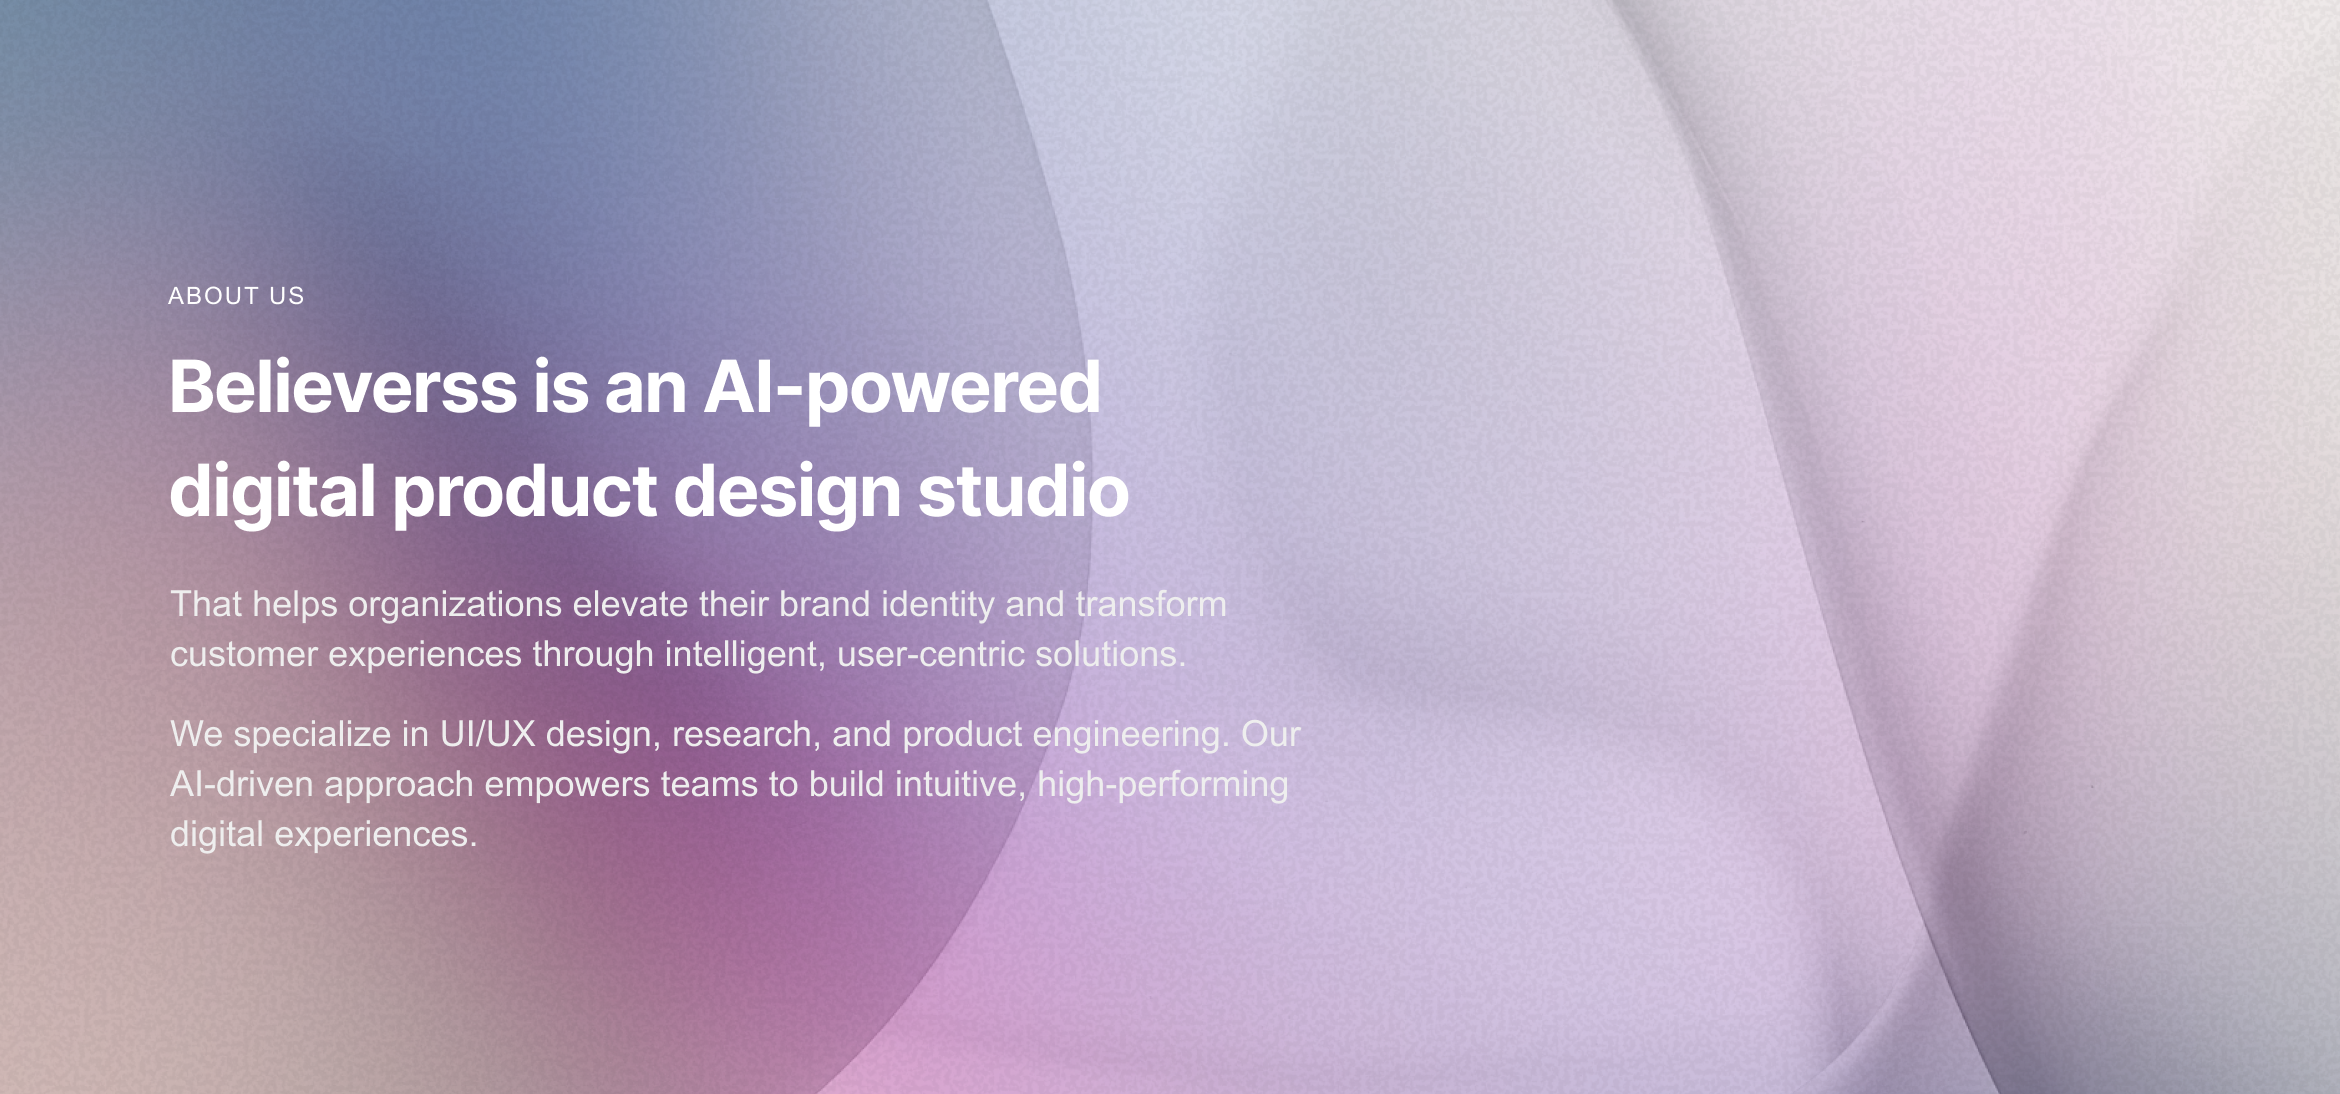 ABOUT US
Believerss is an AI-powered
digital product design studio
That helps organizations elevate their brand identity and transform
customer experiences through intelligent, user-centric solutions.
We specialize in UI/UX design, research, and product engineering. Our
AI-driven approach empowers teams to build intuitive, high-performing
digital experiences.